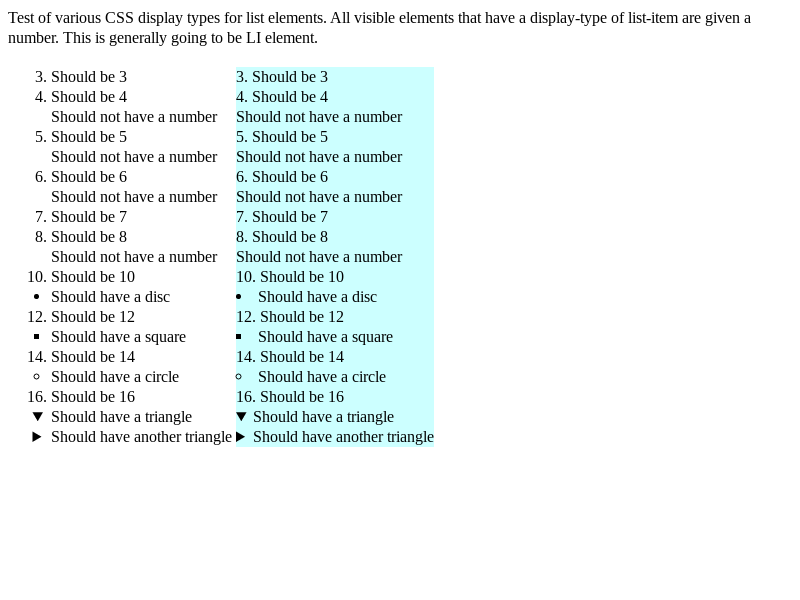 Test of various CSS display types for list elements. All visible elements that have a display-type of list-item are given a
number. This is generally going to be LI element.
3. Should be 3
4. Should be 4
Should not have a number
5. Should be 5
Should not have a number
6. Should be 6
Should not have a number
7. Should be 7
8. Should be 8
Should not have a number
10. Should be 10
• Should have a disc
12. Should be 12
▪ Should have a square
14. Should be 14
◦ Should have a circle
16. Should be 16
▼ Should have a triangle
▶ Should have another triangle
3. Should be 3
4. Should be 4
Should not have a number
5. Should be 5
Should not have a number
6. Should be 6
Should not have a number
7. Should be 7
8. Should be 8
Should not have a number
10. Should be 10
• Should have a disc
12. Should be 12
▪ Should have a square
14. Should be 14
◦ Should have a circle
16. Should be 16
▼ Should have a triangle
▶ Should have another triangle